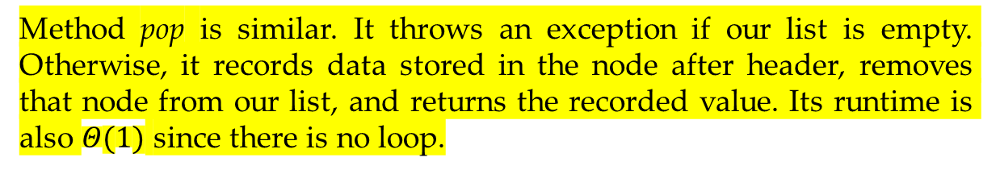 Method pop is similar. It throws an exception if our list is empty.
Otherwise, it records data stored in the node after header, removes
that node from our list, and returns the recorded value. Its runtime is
also Θ(1) since there is no loop.